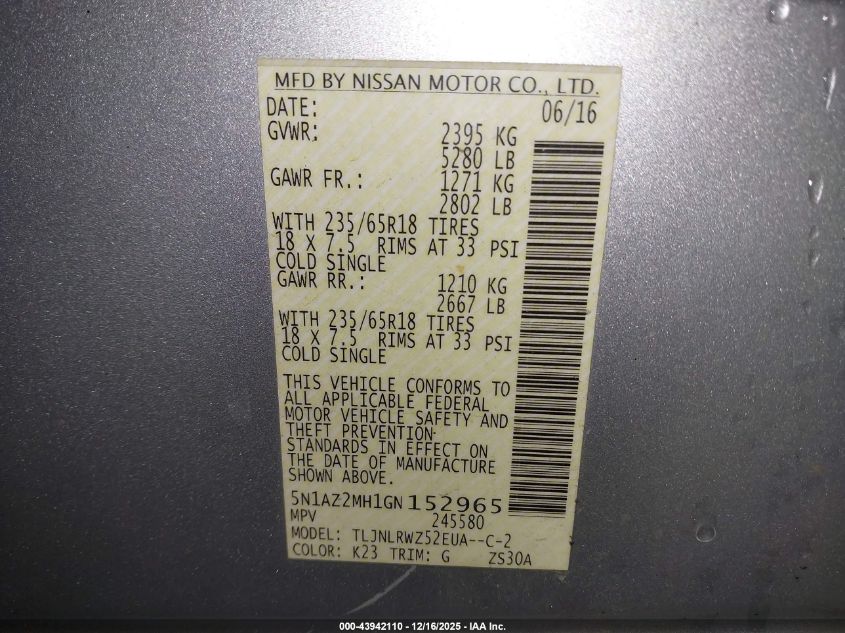 MFD BY NISSAN MOTOR CO., LTD.
DATE: 06/16
GVWR: 2395 KG
5280 LB
GAWR FR.: 1271 KG
2802 LB
WITH 235/65R18 TIRES
18 X 7.5 RIMS AT 33 PSI
COLD SINGLE
GAWR RR.: 1210 KG
2667 LB
WITH 235/65R18 TIRES
18 X 7.5 RIMS AT 33 PSI
COLD SINGLE
THIS VEHICLE CONFORMS TO
ALL APPLICABLE FEDERAL
MOTOR VEHICLE SAFETY AND
THEFT PREVENTION
STANDARDS IN EFFECT ON
THE DATE OF MANUFACTURE
SHOWN ABOVE.
5N1AZ2MH1GN152965
MPV 245580
MODEL: TLJNLRWZ52EUA--C-2
COLOR: K23 TRIM: G ZS30A
000-43942110 - 12/16/2025 - IAA Inc.